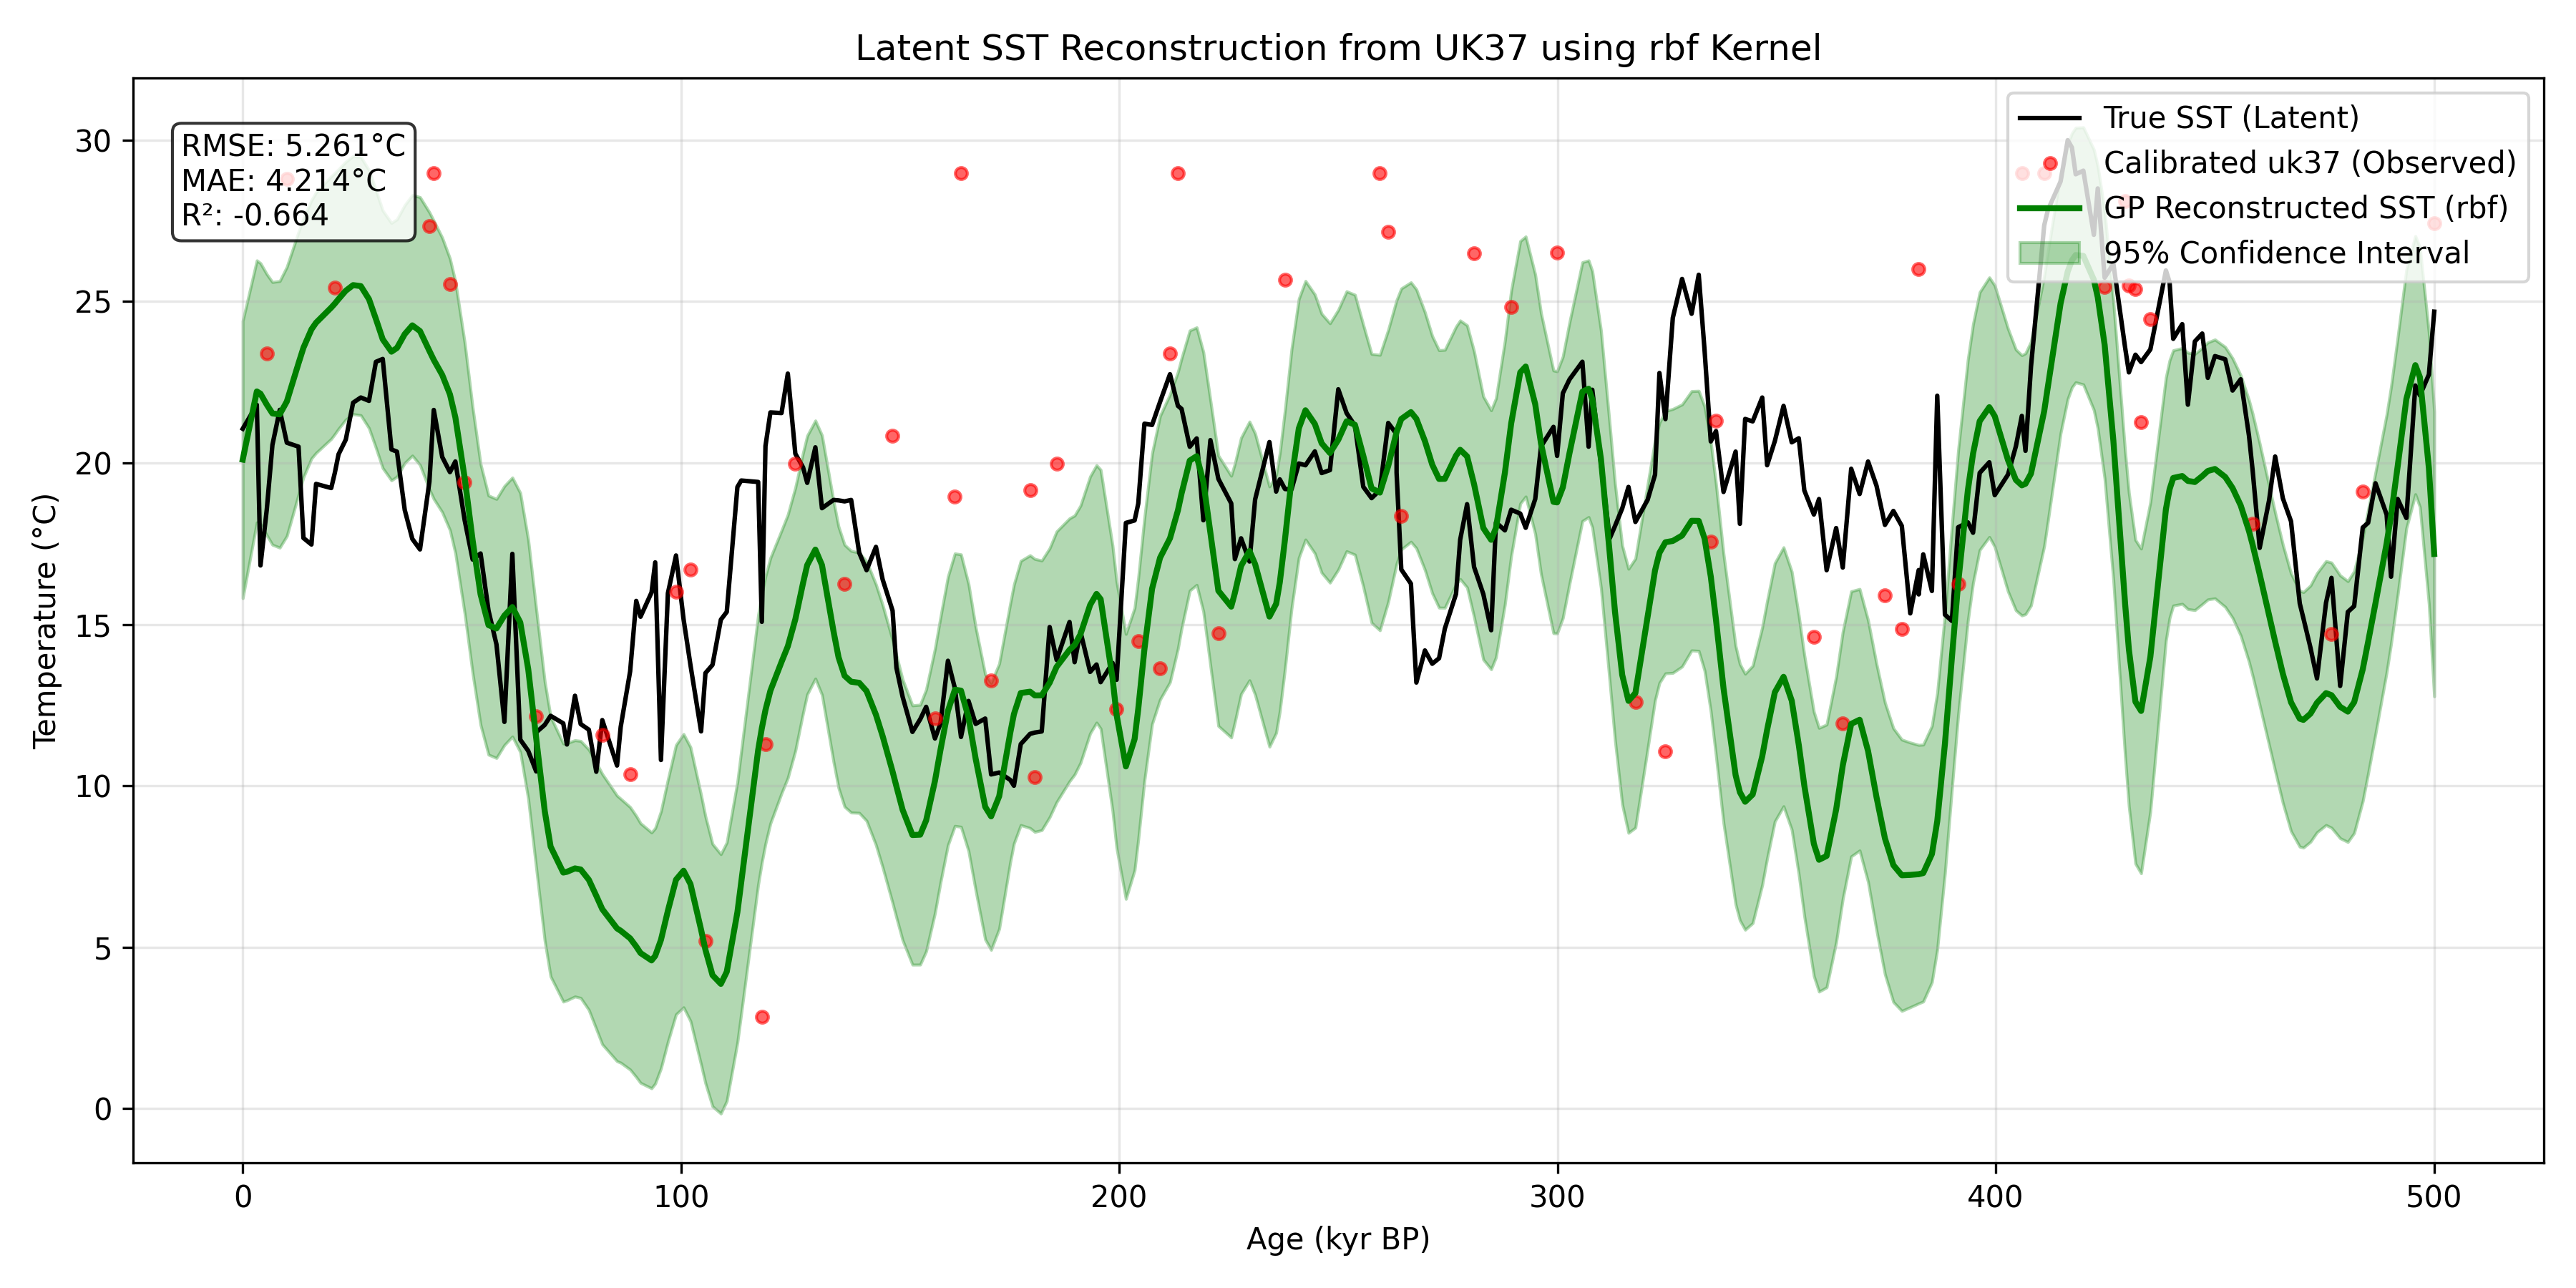 Latent SST Reconstruction from UK37 using rbf Kernel
RMSE: 5.261°C
MAE: 4.214°C
R²: -0.664
True SST (Latent)
Calibrated uk37 (Observed)
GP Reconstructed SST (rbf)
95% Confidence Interval
Temperature (°C)
30
25
20
15
10
5
0
0 100 200 300 400 500
Age (kyr BP)